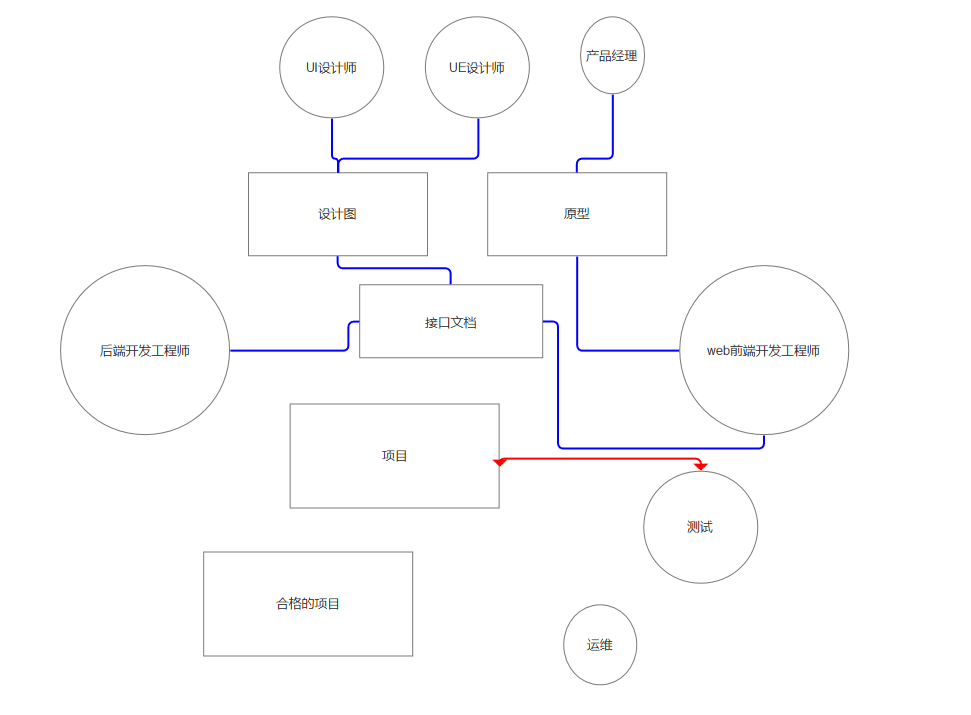 UI设计师
UE设计师
产品经理
设计图
原型
接口文档
后端开发工程师
web前端开发工程师
项目
测试
合格的项目
运维